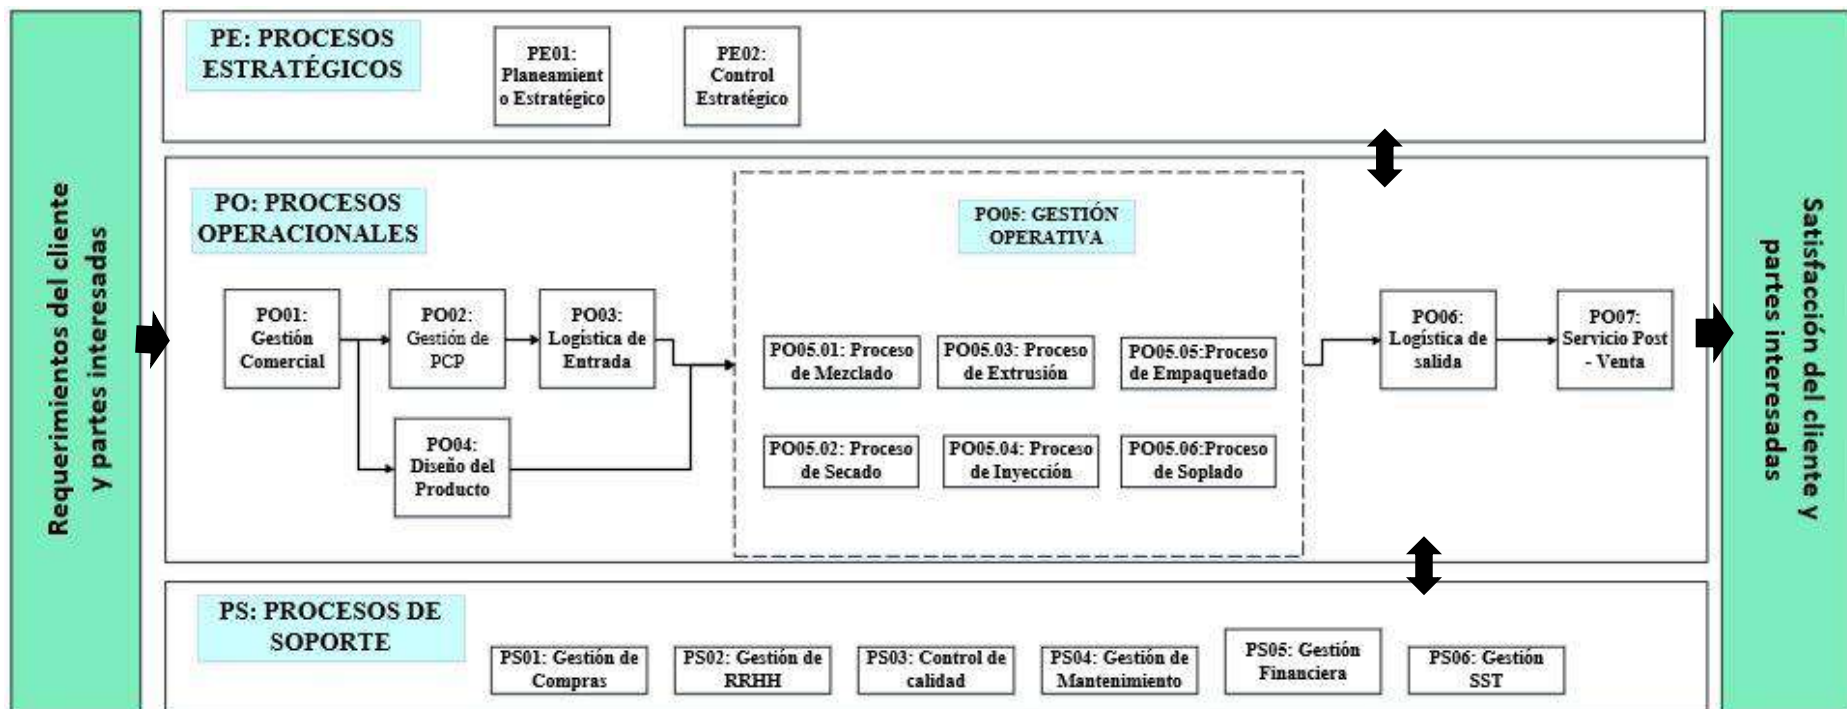 Requerimientos del cliente
y partes interesadas
PE: PROCESOS
ESTRATÉGICOS
PE01:
Planeamient
o Estratégico
PE02:
Control
Estratégico
PO: PROCESOS
OPERACIONALES
PO01:
Gestión
Comercial
PO02:
Gestión de
PCP
PO03:
Logística de
Entrada
PO04:
Diseño del
Producto
PO05: GESTIÓN
OPERATIVA
PO05.01: Proceso
de Mezclado
PO05.03: Proceso
de Extrusión
PO05.05:Proceso
de Empaquetado
PO05.02: Proceso
de Secado
PO05.04: Proceso
de Inyección
PO05.06:Proceso
de Soplado
PO06:
Logística de
salida
PO07:
Servicio Post
- Venta
PS: PROCESOS DE
SOPORTE
PS01: Gestión de
Compras
PS02: Gestión de
RRHH
PS03: Control de
calidad
PS04: Gestión de
Mantenimiento
PS05: Gestión
Financiera
PS06: Gestión
SST
Satisfacción del cliente y
partes interesadas